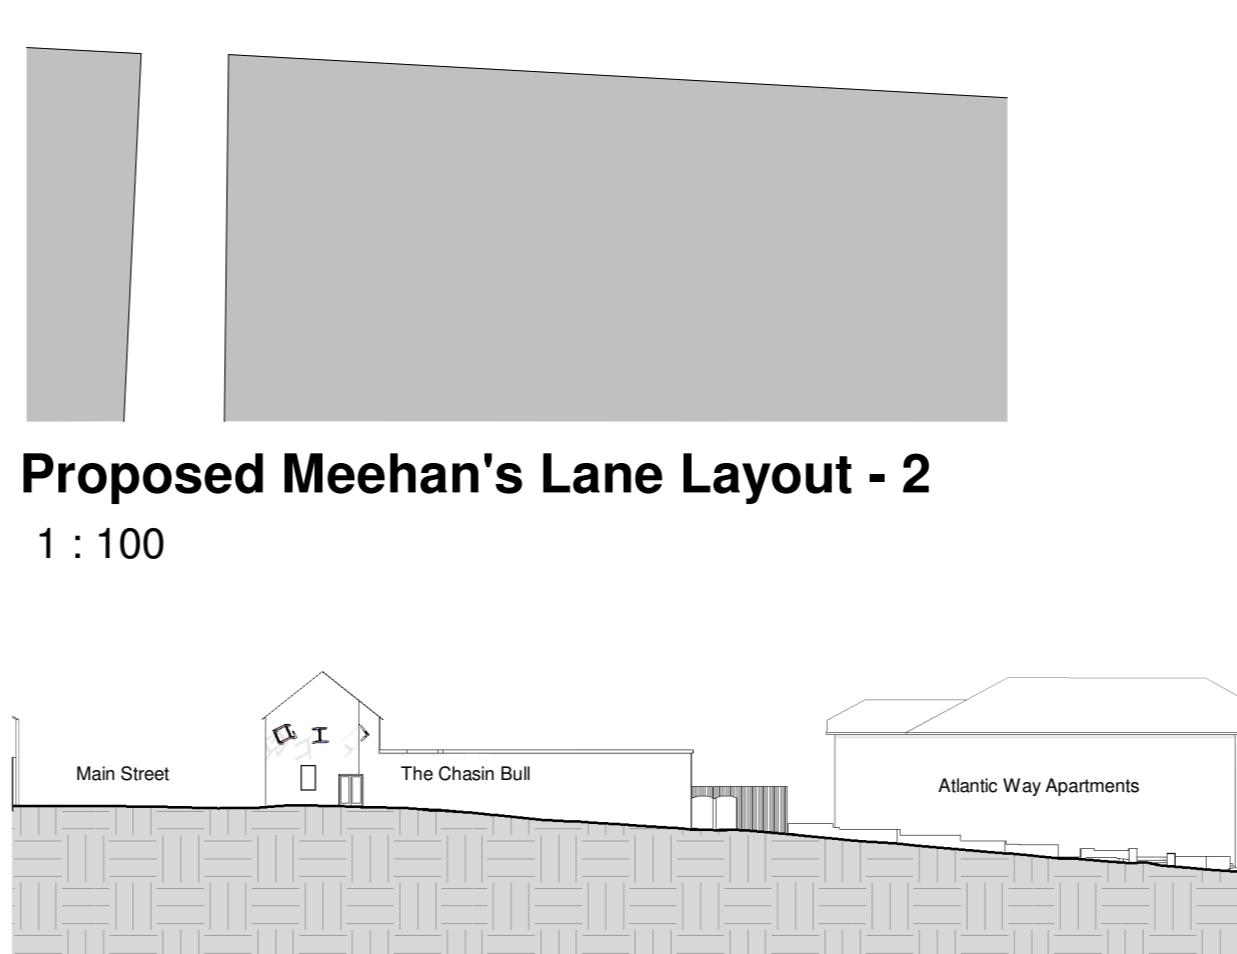 Proposed Meehan's Lane Layout - 2
1 : 100
Main Street
The Chasin Bull
Atlantic Way Apartments